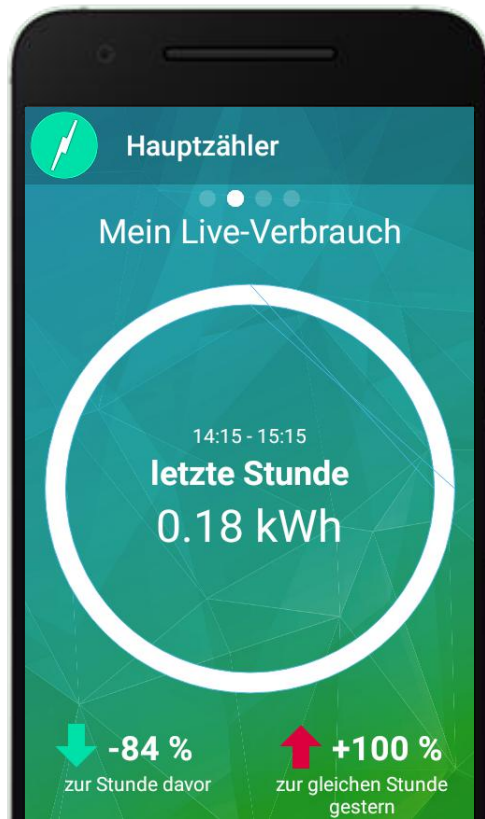 Hauptzähler
Mein Live-Verbrauch
14:15 - 15:15
letzte Stunde
0.18 kWh
-84 %
zur Stunde davor
+100 %
zur gleichen Stunde
gestern